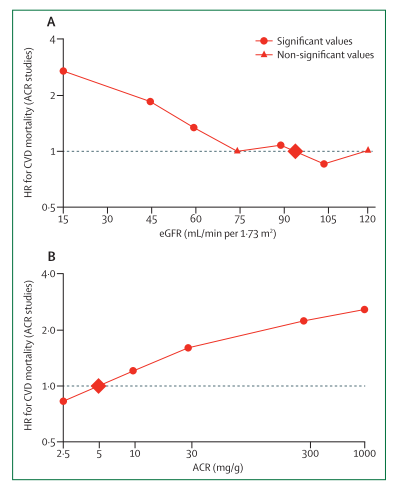 A
HR for CVD mortality (ACR studies)
4
2
1
0·5
Significant values
Non-significant values
15
30
45
60
75
90
105
120
eGFR (mL/min per 1·73 m²)
B
HR for CVD mortality (ACR studies)
4·0
2·0
1·0
0·5
2·5
5
10
30
300
1000
ACR (mg/g)